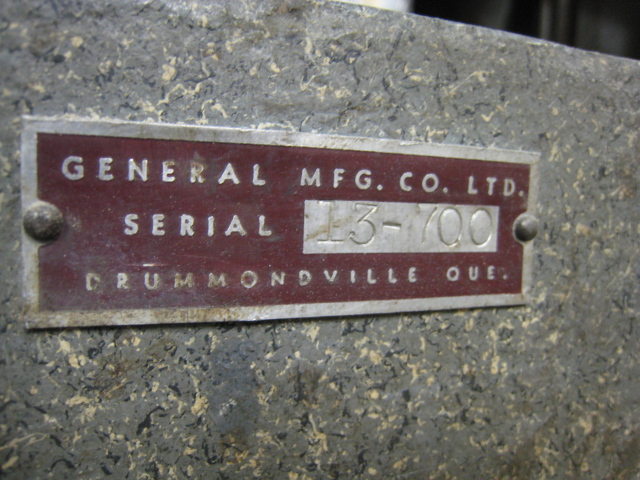 GENERAL MFG. CO. LTD.
SERIAL 13-700
DRUMMONDVILLE QUE.